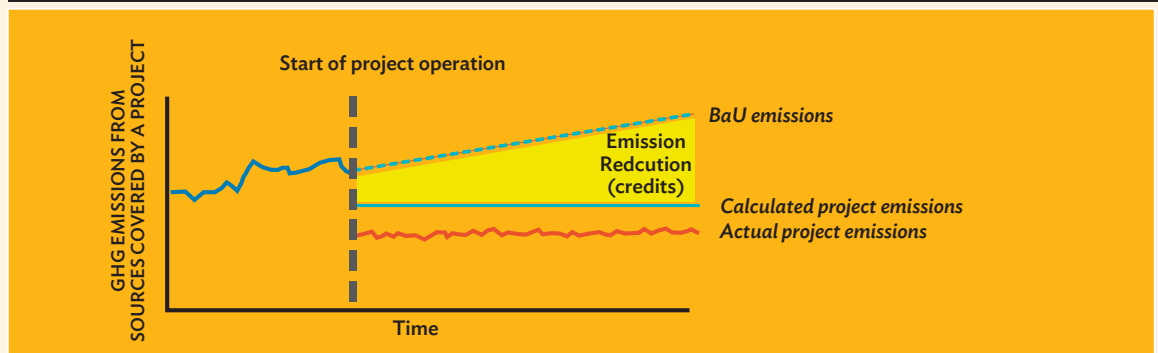 Start of project operation
GHG EMISSIONS FROM
SOURCES COVERED BY A PROJECT
BaU emissions
Emission
Redcution
(credits)
Calculated project emissions
Actual project emissions
Time